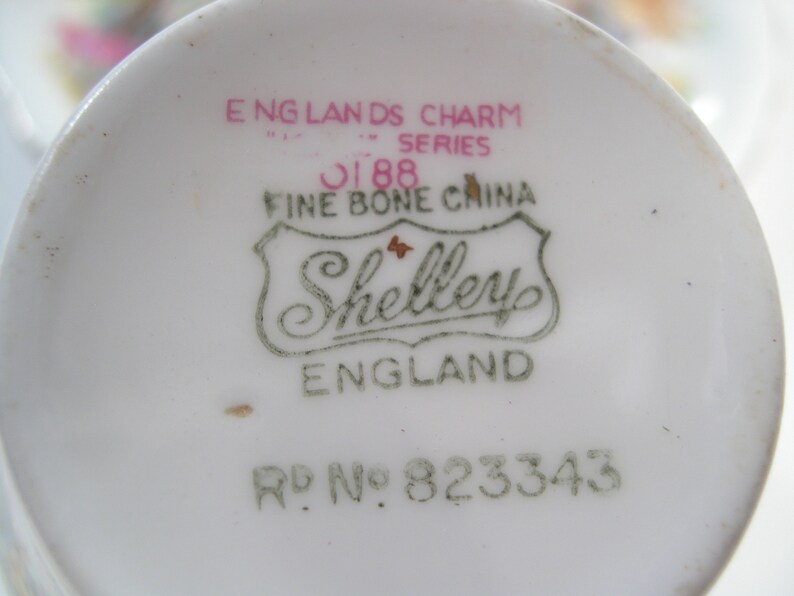 ENGLANDS CHARM
SERIES
0188
FINE BONE CHINA
Shelley
ENGLAND
RD No 823343